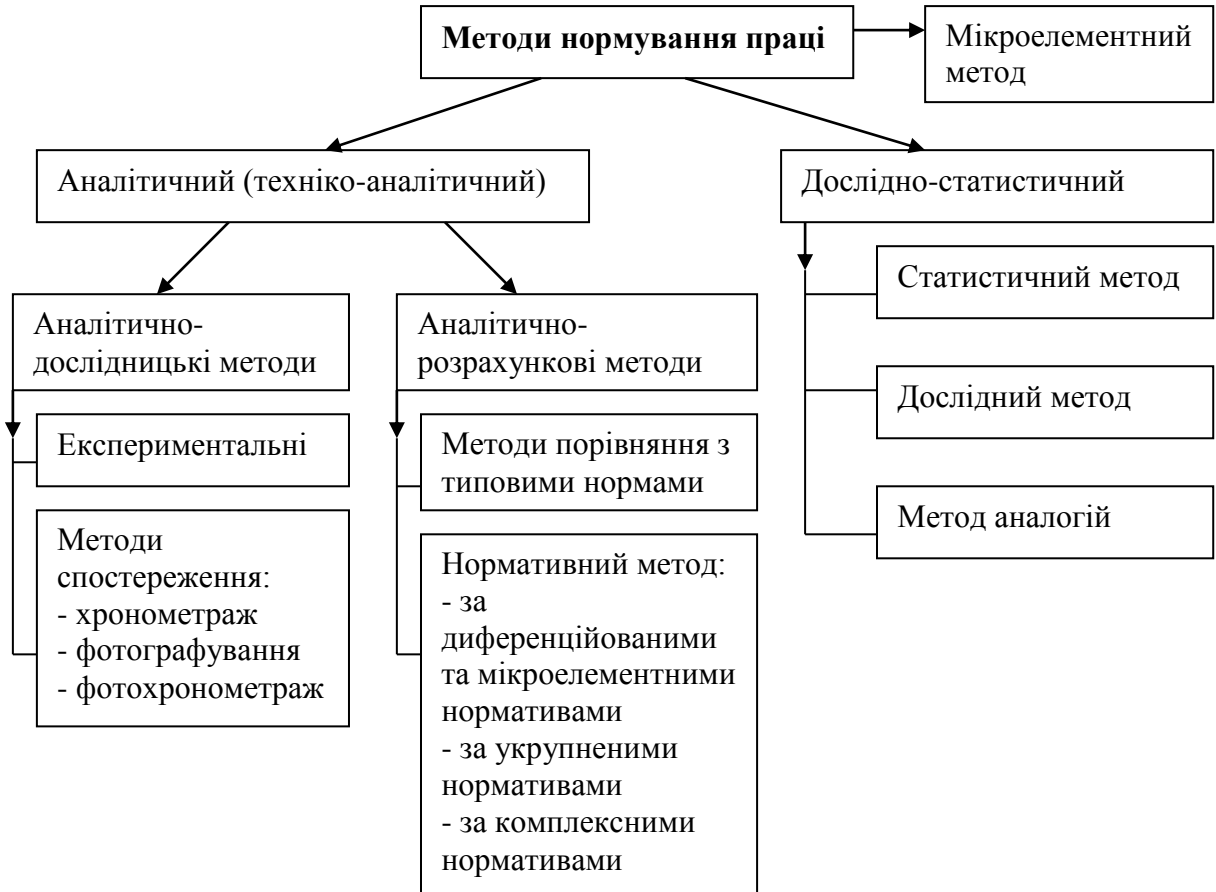 Методи нормування праці
Мікроелементний
метод
Аналітичний (техніко-аналітичний)
Дослідно-статистичний
Аналітично-
дослідницькі методи
Експериментальні
Методи
спостереження:
- хронометраж
- фотографування
- фотохронометраж
Аналітично-
розрахункові методи
Методи порівняння з
типовими нормами
Нормативний метод:
- за
диференційованими
та мікроелементними
нормативами
- за укрупненими
нормативами
- за комплексними
нормативами
Статистичний метод
Дослідний метод
Метод аналогій